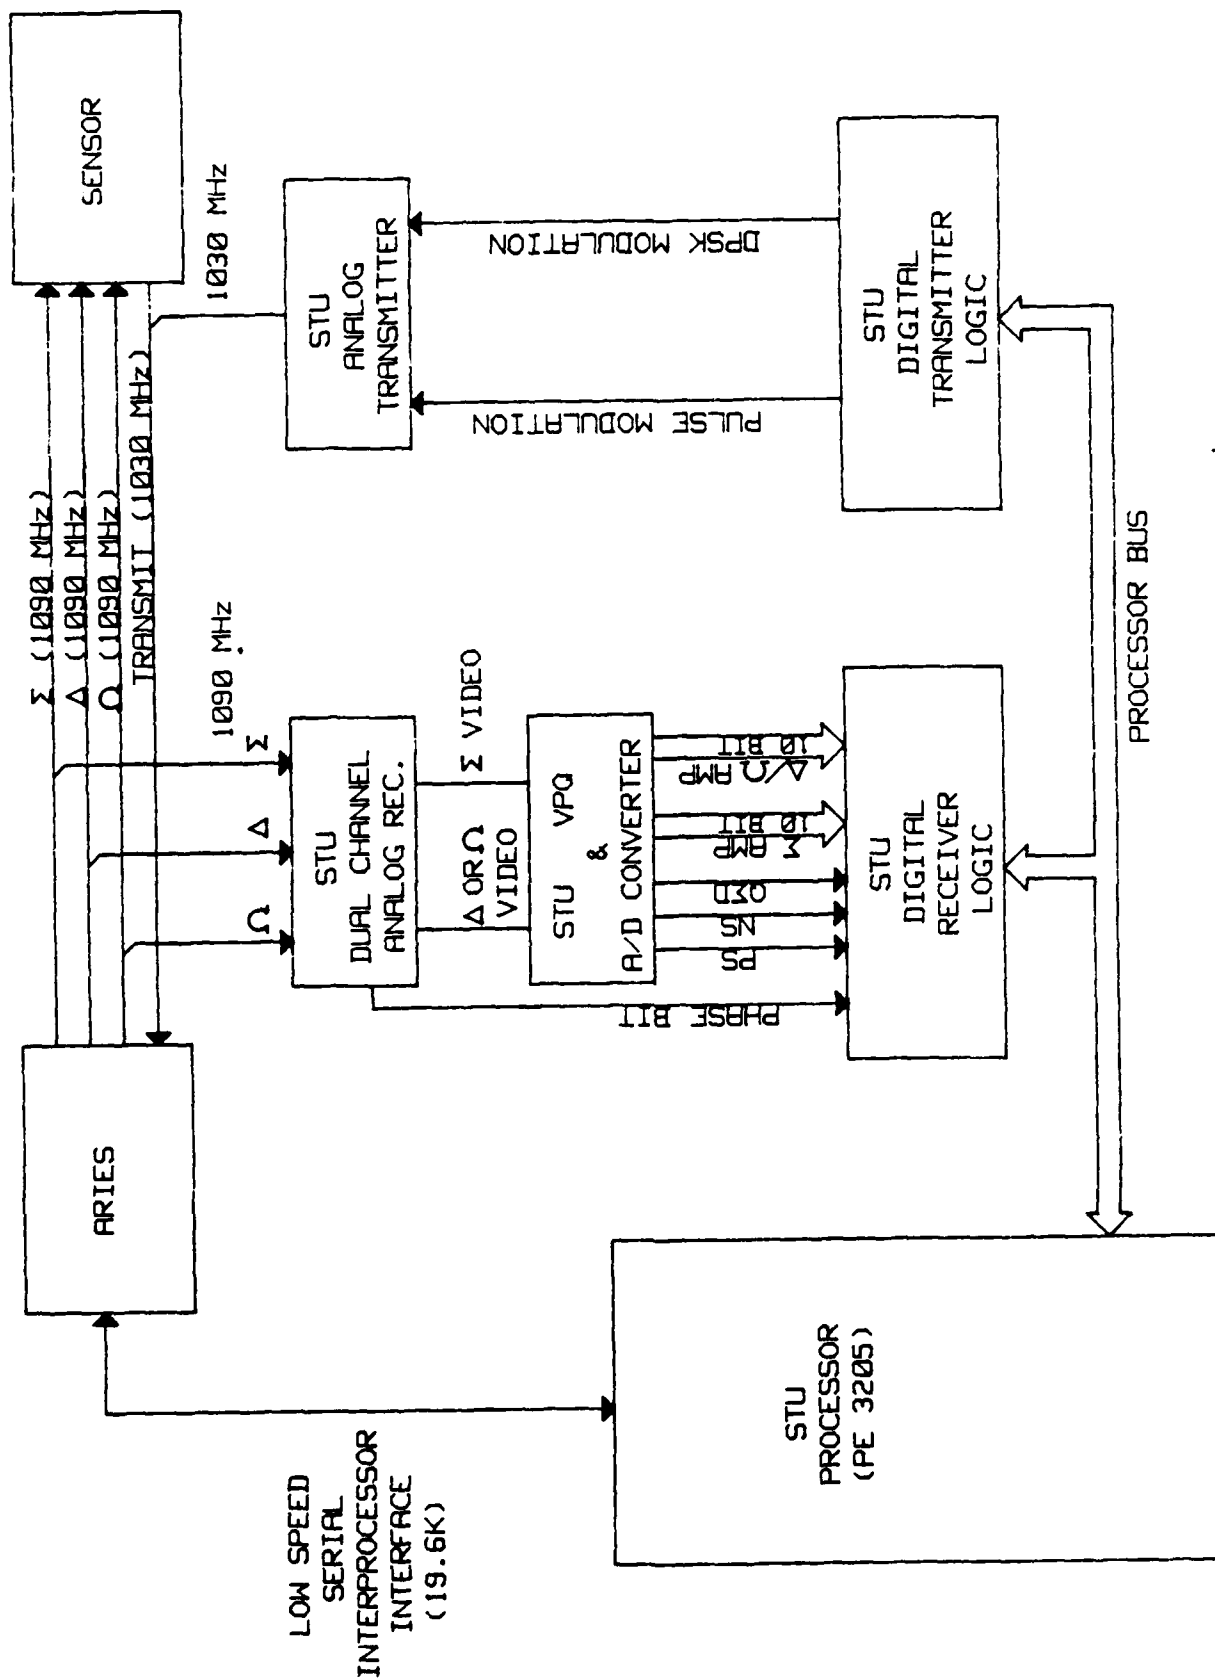 ARIES
SENSOR
Σ (1090 MHz)
Δ (1090 MHz)
Ω (1090 MHz)
TRANSMIT (1030 MHz)
1090 MHz
1030 MHz
Ω
Δ
Σ
LOW SPEED
SERIAL
INTERPROCESSOR
INTERFACE
(19.6K)
STU
DUAL CHANNEL
ANALOG REC.
STU
ANALOG
TRANSMITTER
Δ OR Ω
VIDEO
Σ VIDEO
STU VPQ
&
A/D CONVERTER
PHASE BIT
PS
NS
QΣD
Σ AMP
10 BIT
Δ/Ω AMP
10 BIT
PULSE MODULATION
DPSK MODULATION
STU
DIGITAL
RECEIVER
LOGIC
STU
DIGITAL
TRANSMITTER
LOGIC
STU
PROCESSOR
(PE 3205)
PROCESSOR BUS